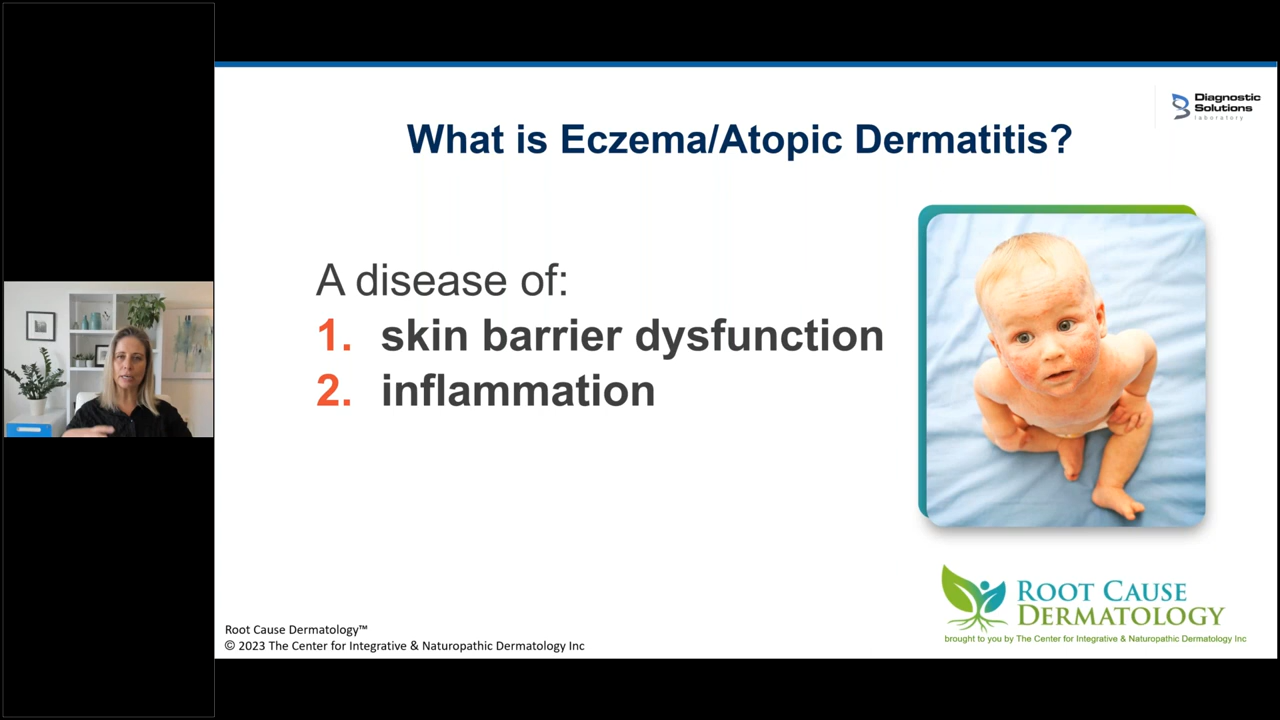 Diagnostic
Solutions
laboratory
What is Eczema/Atopic Dermatitis?
A disease of:
1. skin barrier dysfunction
2. inflammation
ROOT CAUSE
DERMATOLOGY
brought to you by The Center for Integrative & Naturopathic Dermatology Inc
Root Cause Dermatology™
© 2023 The Center for Integrative & Naturopathic Dermatology Inc